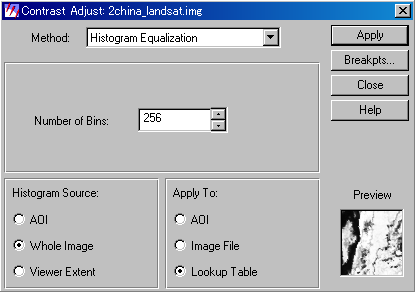 Contrast Adjust: 2china_landsat.img
Method: Histogram Equalization
Apply
Breakpts...
Close
Help
Number of Bins: 256
Histogram Source:
AOI
Whole Image
Viewer Extent
Apply To:
AOI
Image File
Lookup Table
Preview